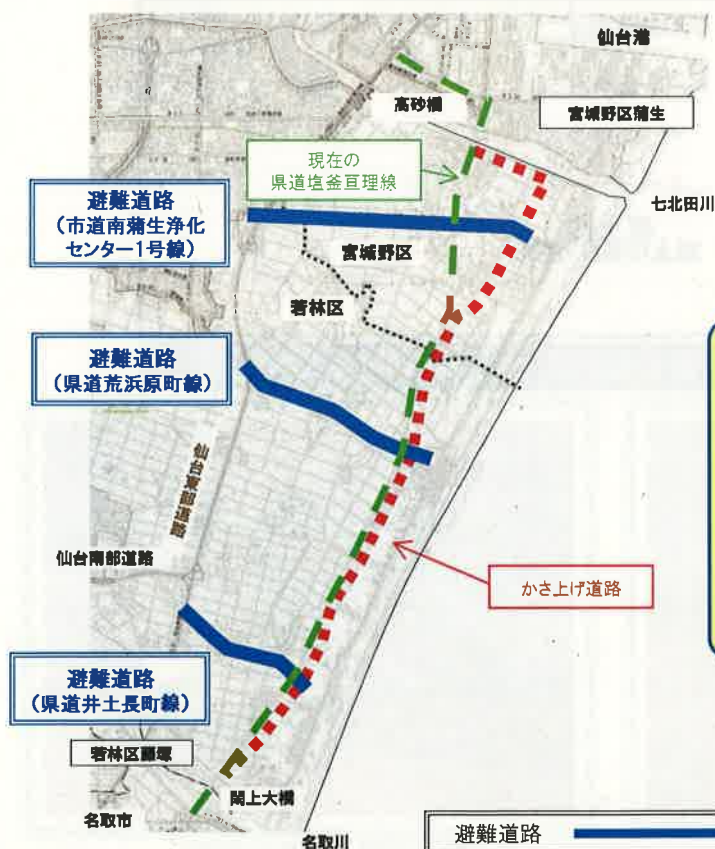 仙台港
高砂橋
宮城野区蒲生
現在の
県道塩釜亘理線
七北田川
避難道路
(市道南蒲生浄化
センター1号線)
宮城野区
若林区
避難道路
(県道荒浜原町線)
仙台東部道路
仙台南部道路
かさ上げ道路
避難道路
(県道井土長町線)
若林区藤塚
閖上大橋
名取市
名取川
避難道路